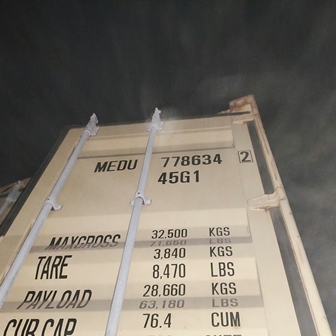 MEDU 778634 2
45G1
MAXGROSS 32.500 KGS
71.650 LBS
TARE 3.840 KGS
8,470 LBS
PAYLOAD 28.660 KGS
63.180 LBS
CUB.CAP. 76.4 CUM